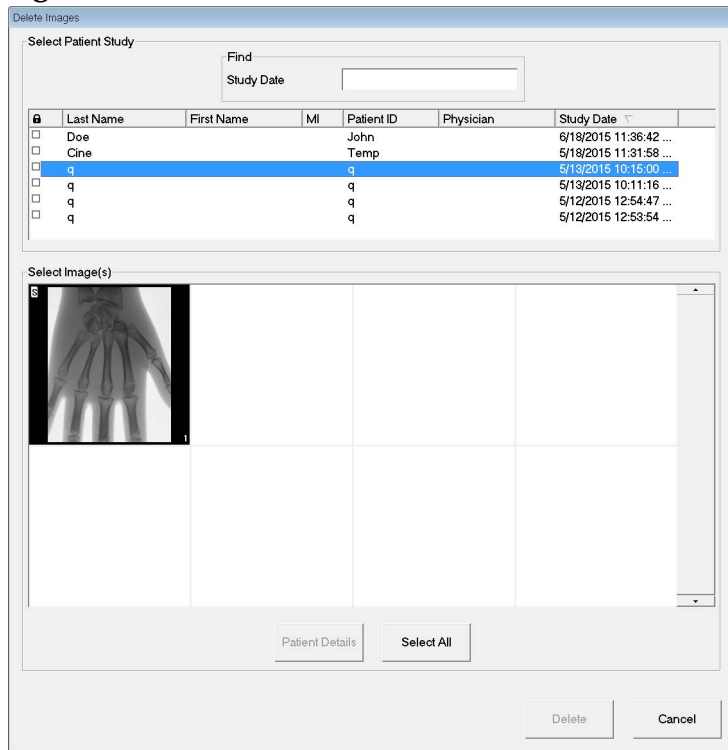 Delete Images
Select Patient Study
Find
Study Date
Last Name First Name MI Patient ID Physician Study Date
Doe John 6/18/2015 11:36:42 ...
Cine Temp 5/18/2015 11:31:58 ...
q q 5/13/2015 10:15:00 ...
q q 5/13/2015 10:11:16 ...
q q 5/12/2015 12:54:47 ...
q q 5/12/2015 12:53:54 ...
Select Image(s)
S
1
Patient Details Select All
Delete Cancel